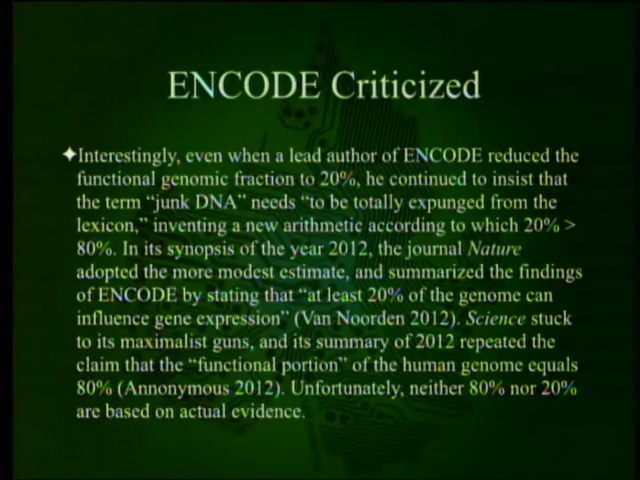 ENCODE Criticized
✦Interestingly, even when a lead author of ENCODE reduced the
functional genomic fraction to 20%, he continued to insist that
the term “junk DNA” needs “to be totally expunged from the
lexicon,” inventing a new arithmetic according to which 20% >
80%. In its synopsis of the year 2012, the journal Nature
adopted the more modest estimate, and summarized the findings
of ENCODE by stating that “at least 20% of the genome can
influence gene expression” (Van Noorden 2012). Science stuck
to its maximalist guns, and its summary of 2012 repeated the
claim that the “functional portion” of the human genome equals
80% (Annonymous 2012). Unfortunately, neither 80% nor 20%
are based on actual evidence.